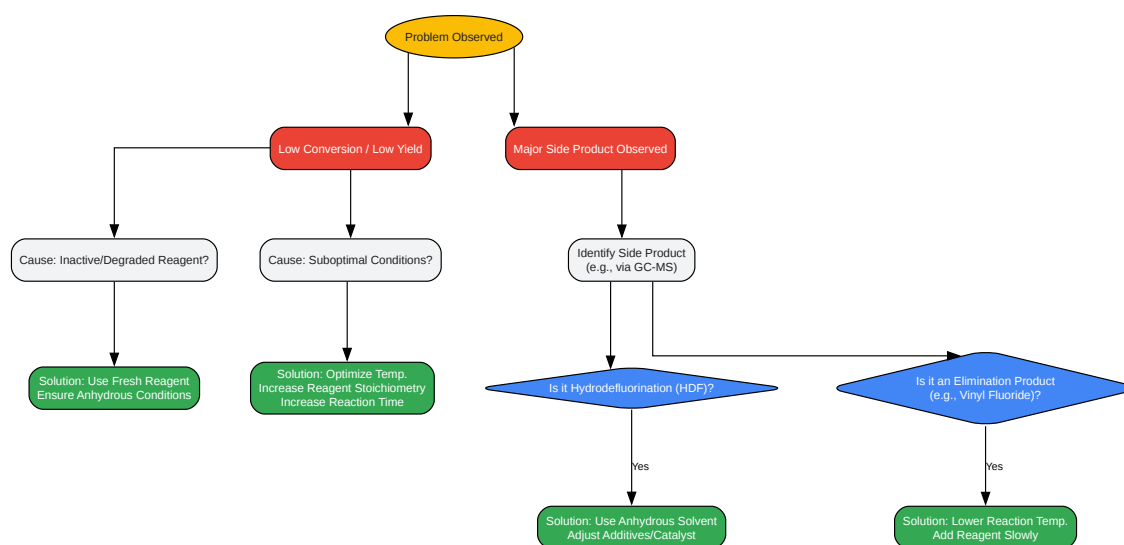 Problem Observed
Low Conversion / Low Yield
Major Side Product Observed
Cause: Inactive/Degraded Reagent?
Cause: Suboptimal Conditions?
Identify Side Product
(e.g., via GC-MS)
Solution: Use Fresh Reagent
Ensure Anhydrous Conditions
Solution: Optimize Temp.
Increase Reagent Stoichiometry
Increase Reaction Time
Is it Hydrodefluorination (HDF)?
Is it an Elimination Product
(e.g., Vinyl Fluoride)?
Yes
Yes
Solution: Use Anhydrous Solvent
Adjust Additives/Catalyst
Solution: Lower Reaction Temp.
Add Reagent Slowly